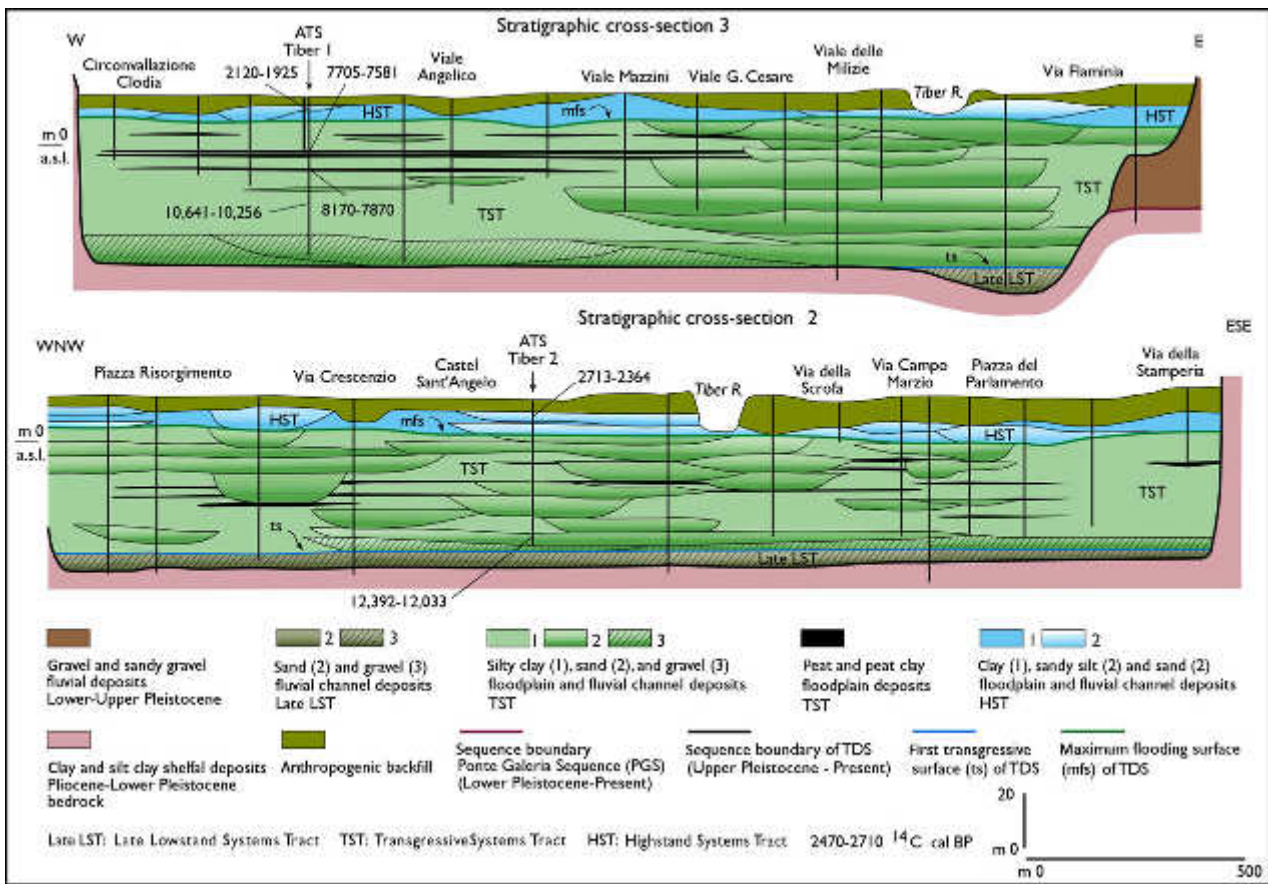 Stratigraphic cross-section 3
W
E
ATS
Tiber 1
Circonvallazione
Clodia
2120-1925
7705-7581
Viale
Angelico
Viale Mazzini
Viale G. Cesare
Viale delle
Milizie
Tiber R.
Via Flaminia
HST
mfs
HST
m 0
a.s.l.
TST
TST
10,641-10,256
8170-7870
ts
Late LST
Stratigraphic cross-section 2
WNW
ESE
ATS
Tiber 2
Piazza Risorgimento
Via Crescenzio
Castel
Sant'Angelo
2713-2364
Tiber R.
Via della
Scrofa
Via Campo
Marzio
Piazza del
Parlamento
Via della
Stamperia
HST
mfs
HST
m 0
a.s.l.
TST
TST
ts
Late LST
12,392-12,033
Gravel and sandy gravel
fluvial deposits
Lower-Upper Pleistocene
2 3
Sand (2) and gravel (3)
fluvial channel deposits
Late LST
1 2 3
Silty clay (1), sand (2), and gravel (3)
floodplain and fluvial channel deposits
TST
Peat and peat clay
floodplain deposits
TST
1 2
Clay (1), sandy silt (2) and sand (2)
floodplain and fluvial channel deposits
HST
Clay and silt clay shelfal deposits
Pliocene-Lower Pleistocene
bedrock
Anthropogenic backfill
Sequence boundary
Ponte Galeria Sequence (PGS)
(Lower Pleistocene-Present)
Sequence boundary of TDS
(Upper Pleistocene - Present)
First transgressive
surface (ts) of TDS
Maximum flooding surface
(mfs) of TDS
Late LST: Late Lowstand Systems Tract TST: Transgressive Systems Tract HST: Highstand Systems Tract 2470-2710 14C cal BP
20
m 0
m 0 500